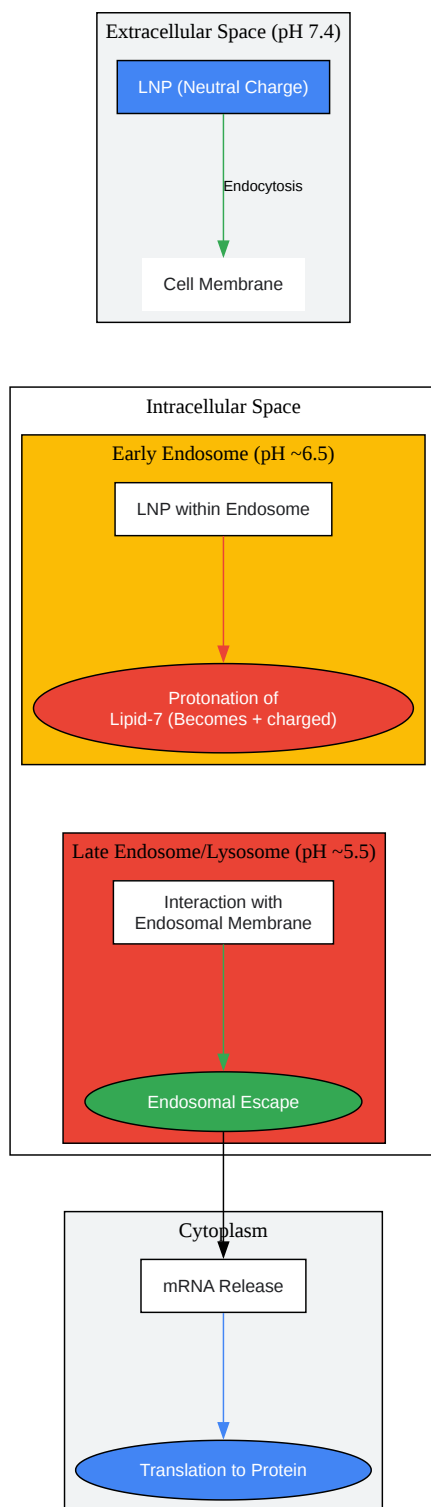 Extracellular Space (pH 7.4)
LNP (Neutral Charge)
Endocytosis
Cell Membrane
Intracellular Space
Early Endosome (pH ~6.5)
LNP within Endosome
Protonation of
Lipid-7 (Becomes + charged)
Late Endosome/Lysosome (pH ~5.5)
Interaction with
Endosomal Membrane
Endosomal Escape
Cytoplasm
mRNA Release
Translation to Protein